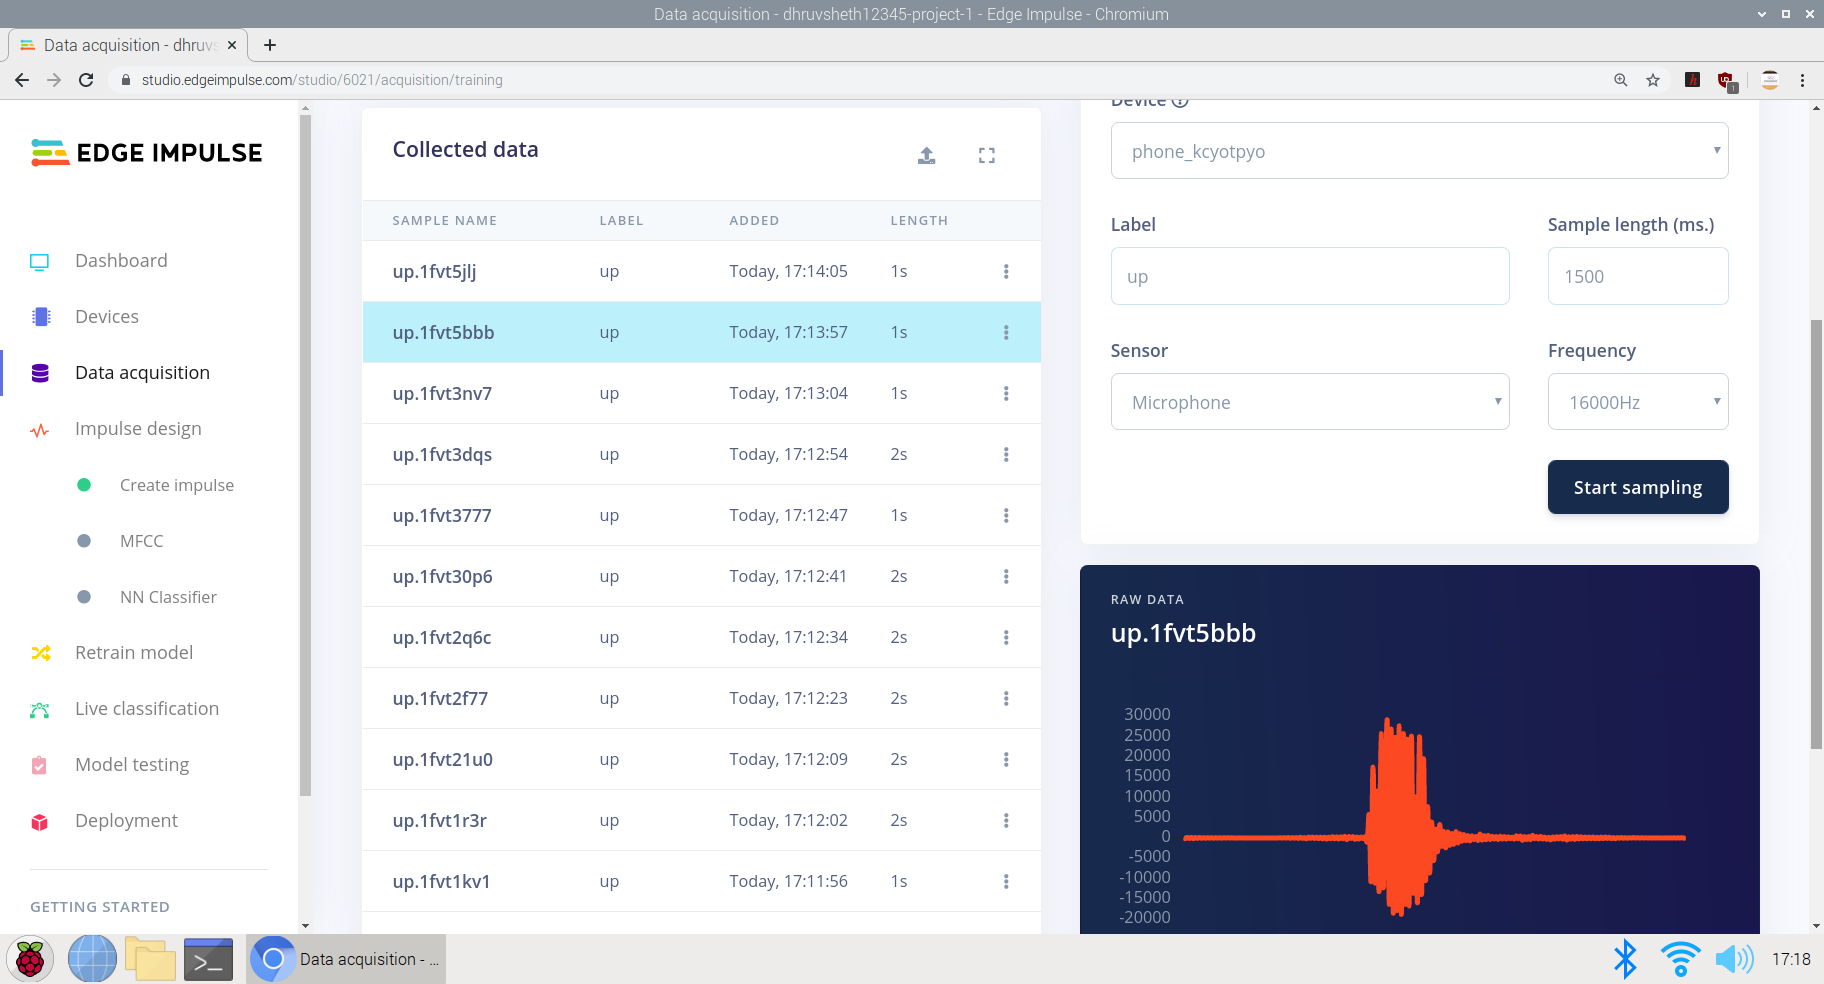 Data acquisition - dhruvsheth12345-project-1 - Edge Impulse - Chromium
Data acquisition - dhruvs
studio.edgeimpulse.com/studio/6021/acquisition/training
1
EDGE IMPULSE
Dashboard
Devices
Data acquisition
Impulse design
Create impulse
MFCC
NN Classifier
Retrain model
Live classification
Model testing
Deployment
GETTING STARTED
Collected data
SAMPLE NAME LABEL ADDED LENGTH
up.1fvt5jlj up Today, 17:14:05 1s
up.1fvt5bbb up Today, 17:13:57 1s
up.1fvt3nv7 up Today, 17:13:04 1s
up.1fvt3dqs up Today, 17:12:54 2s
up.1fvt3777 up Today, 17:12:47 1s
up.1fvt30p6 up Today, 17:12:41 2s
up.1fvt2q6c up Today, 17:12:34 2s
up.1fvt2f77 up Today, 17:12:23 2s
up.1fvt21u0 up Today, 17:12:09 2s
up.1fvt1r3r up Today, 17:12:02 2s
up.1fvt1kv1 up Today, 17:11:56 1s
Device
phone_kcyotpyo
Label Sample length (ms.)
up 1500
Sensor Frequency
Microphone 16000Hz
Start sampling
RAW DATA
up.1fvt5bbb
30000
25000
20000
15000
10000
5000
0
-5000
-10000
-15000
-20000
Data acquisition - ...
17:18